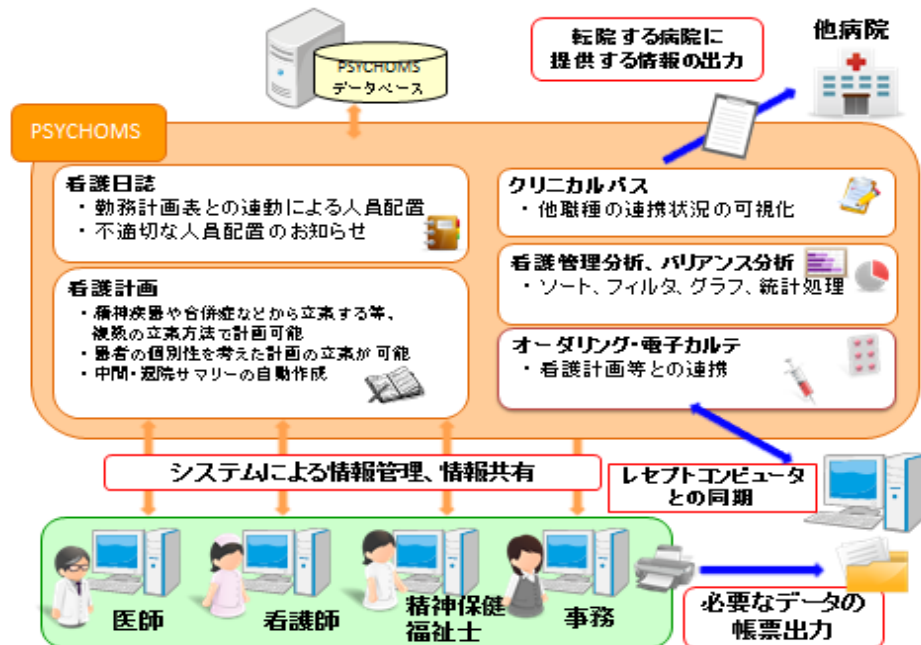 転院する病院に
提供する情報の出力
他病院
PSYCHOMS
データベース
PSYCHOMS
看護日誌
・勤務計画表との連動による人員配置
・不適切な人員配置のお知らせ
看護計画
・精神疾患や合併症などから立案する等、
複数の立案方法で計画可能
・患者の個別性を考えた計画の立案が可能
・中間・退院サマリーの自動作成
クリニカルパス
・他職種の連携状況の可視化
看護管理分析、バリアンス分析
・ソート、フィルタ、グラフ、統計処理
オーダリング・電子カルテ
・看護計画等との連携
システムによる情報管理、情報共有
レセプトコンピュータ
との同期
医師
看護師
精神保健
福祉士
事務
必要なデータの
帳票出力